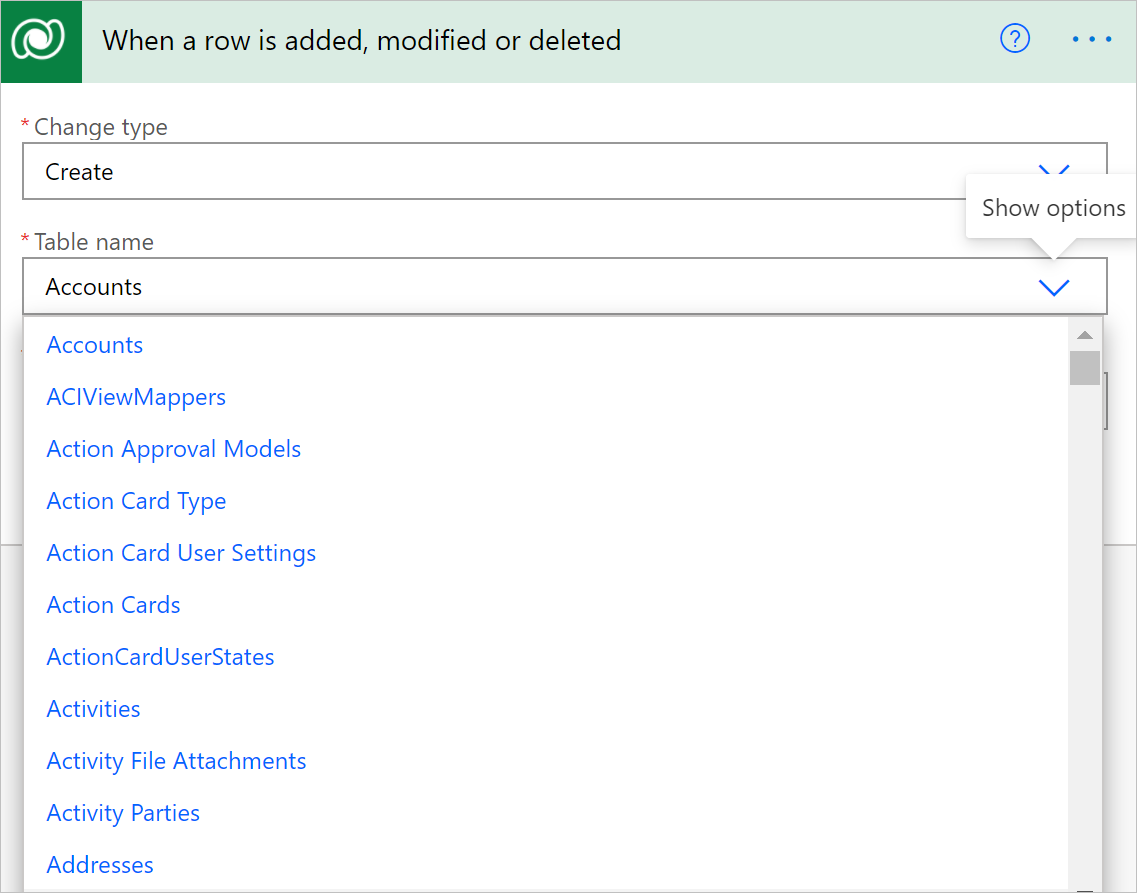 When a row is added, modified or deleted
?
* Change type
Create
Show options
* Table name
Accounts
Accounts
ACIViewMappers
Action Approval Models
Action Card Type
Action Card User Settings
Action Cards
ActionCardUserStates
Activities
Activity File Attachments
Activity Parties
Addresses